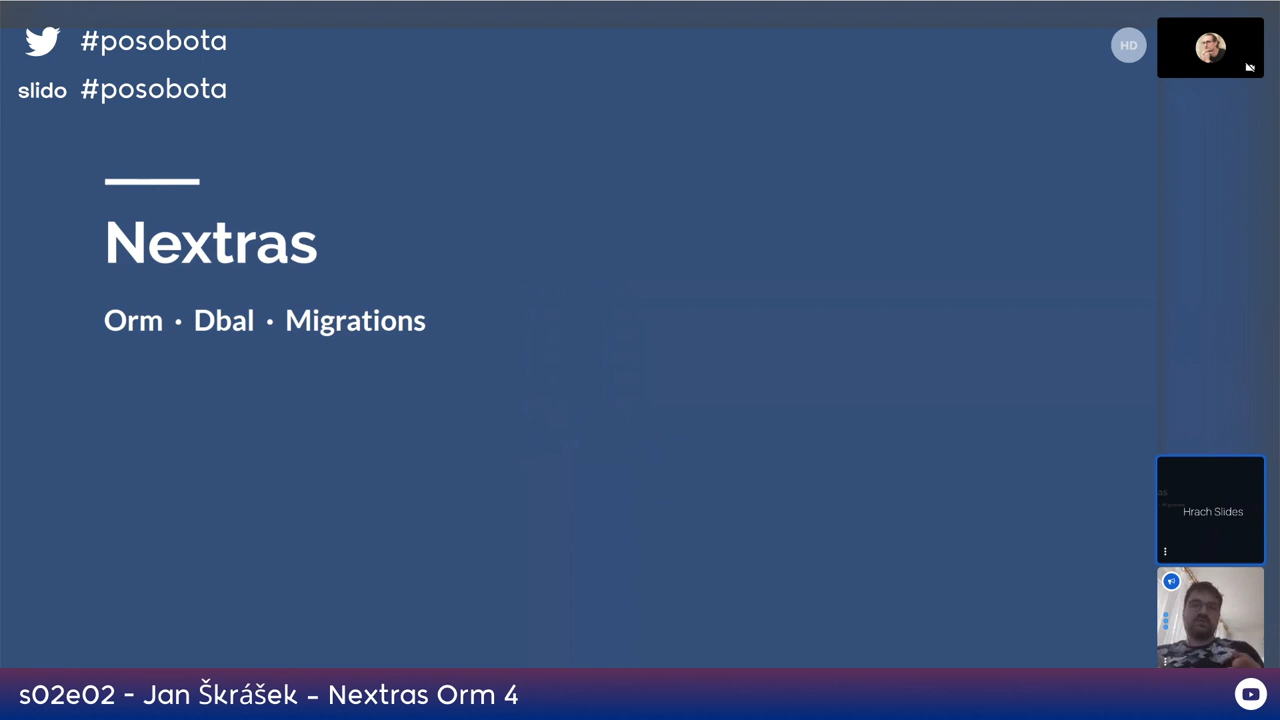 #posobota
slido #posobota
HD
Nextras
Orm · Dbal · Migrations
Hrach Slides
s02e02 - Jan Škrášek – Nextras Orm 4